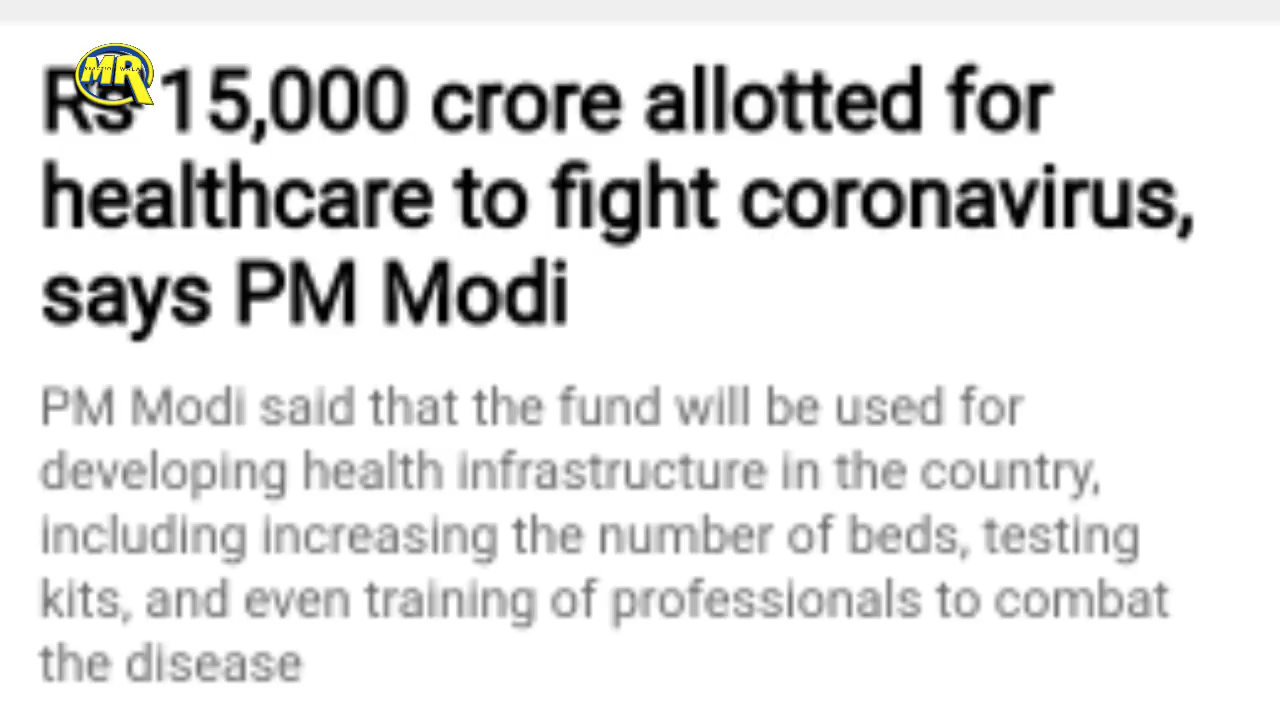 MR
Rs 15,000 crore allotted for
healthcare to fight coronavirus,
says PM Modi
PM Modi said that the fund will be used for
developing health infrastructure in the country,
including increasing the number of beds, testing
kits, and even training of professionals to combat
the disease